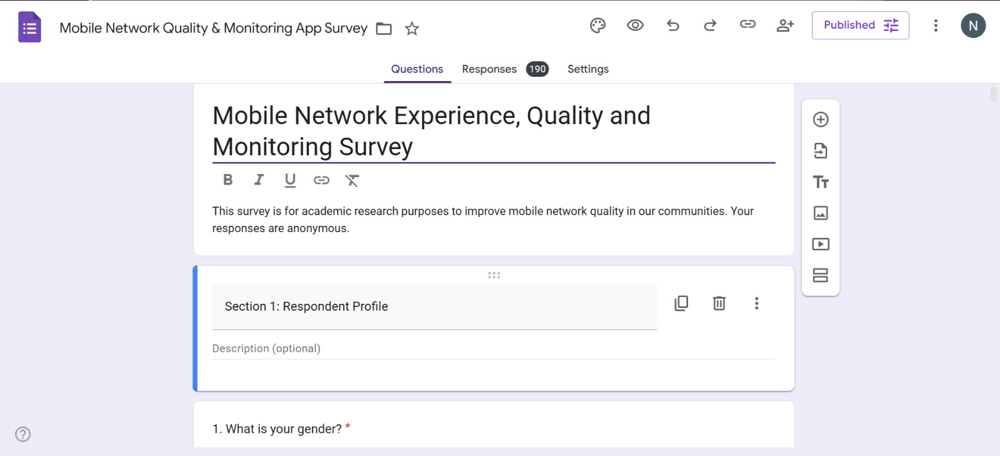 Mobile Network Quality & Monitoring App Survey
Published
N
Questions
Responses 190
Settings
Mobile Network Experience, Quality and
Monitoring Survey
B I U
This survey is for academic research purposes to improve mobile network quality in our communities. Your
responses are anonymous.
Tт
Section 1: Respondent Profile
Description (optional)
1. What is your gender? *